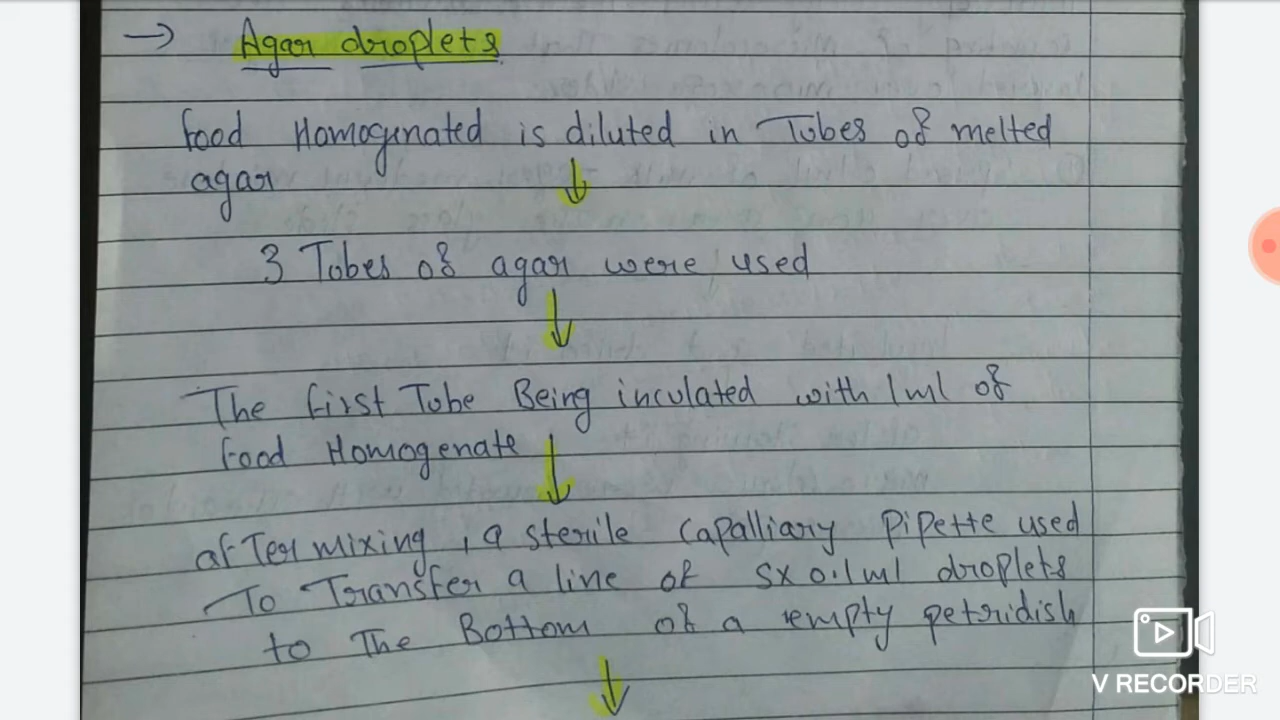 → Agar droplets
food Homogenated is diluted in Tubes of melted
agar
↓
3 Tubes of agar were used
↓
The first Tube Being inculated with 1ml of
food Homogenate
↓
after mixing, a sterile capalliary pipette used
To Transfer a line of 5x0.1ml droplets
to The Bottom of a empty petridish
↓
V RECORDER